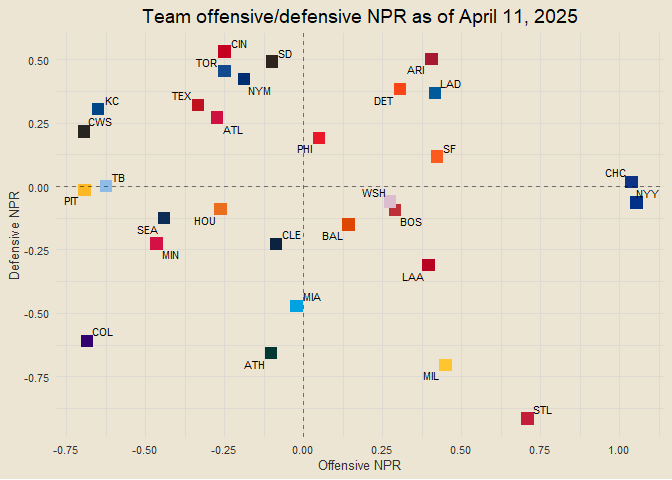 Team offensive/defensive NPR as of April 11, 2025
CIN
SD
TOR
NYM
ARI
LAD
DET
KC
TEX
CWS
ATL
PHI
SF
CHC
TB
PIT
WSH
NYY
HOU
BOS
SEA
BAL
CLE
MIN
LAA
MIA
COL
ATH
MIL
STL
0.50
0.25
0.00
-0.25
-0.50
-0.75
Defensive NPR
-0.75
-0.50
-0.25
0.00
0.25
0.50
0.75
1.00
Offensive NPR